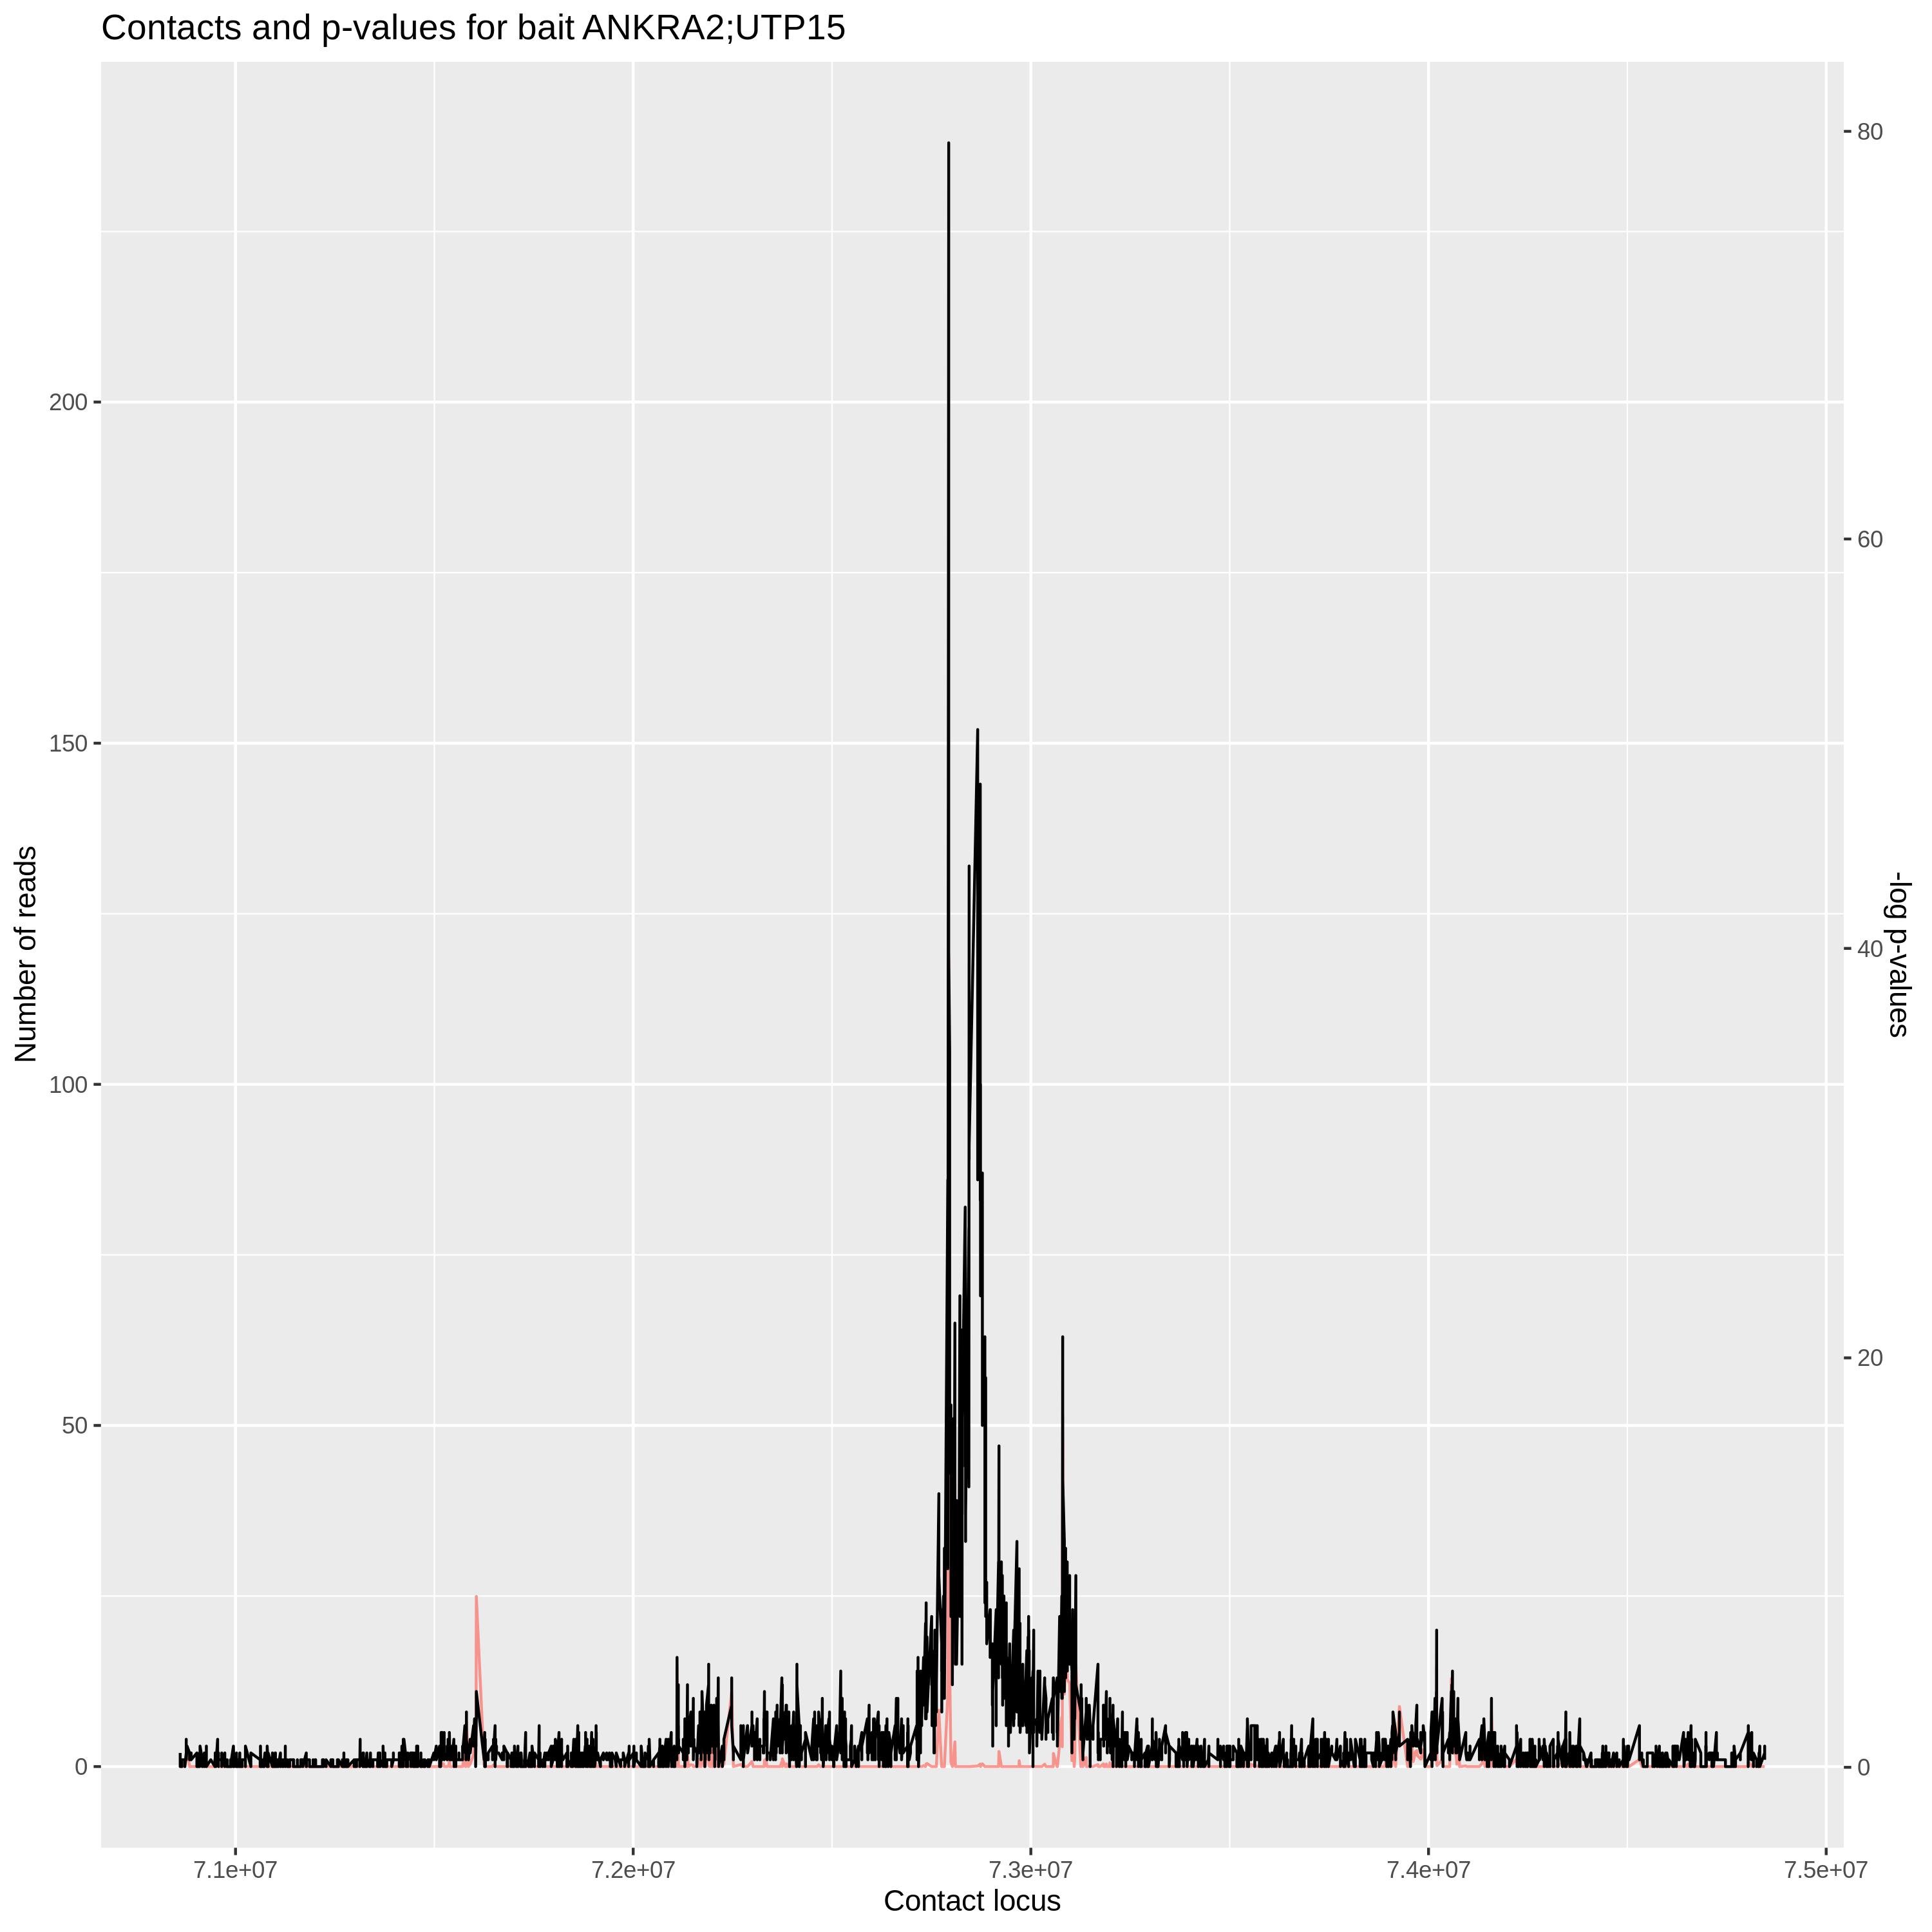 Contacts and p-values for bait ANKRA2;UTP15
Number of reads
200
150
100
50
0
80
60
40
20
0
-log p-values
7.1e+07
7.2e+07
7.3e+07
7.4e+07
7.5e+07
Contact locus